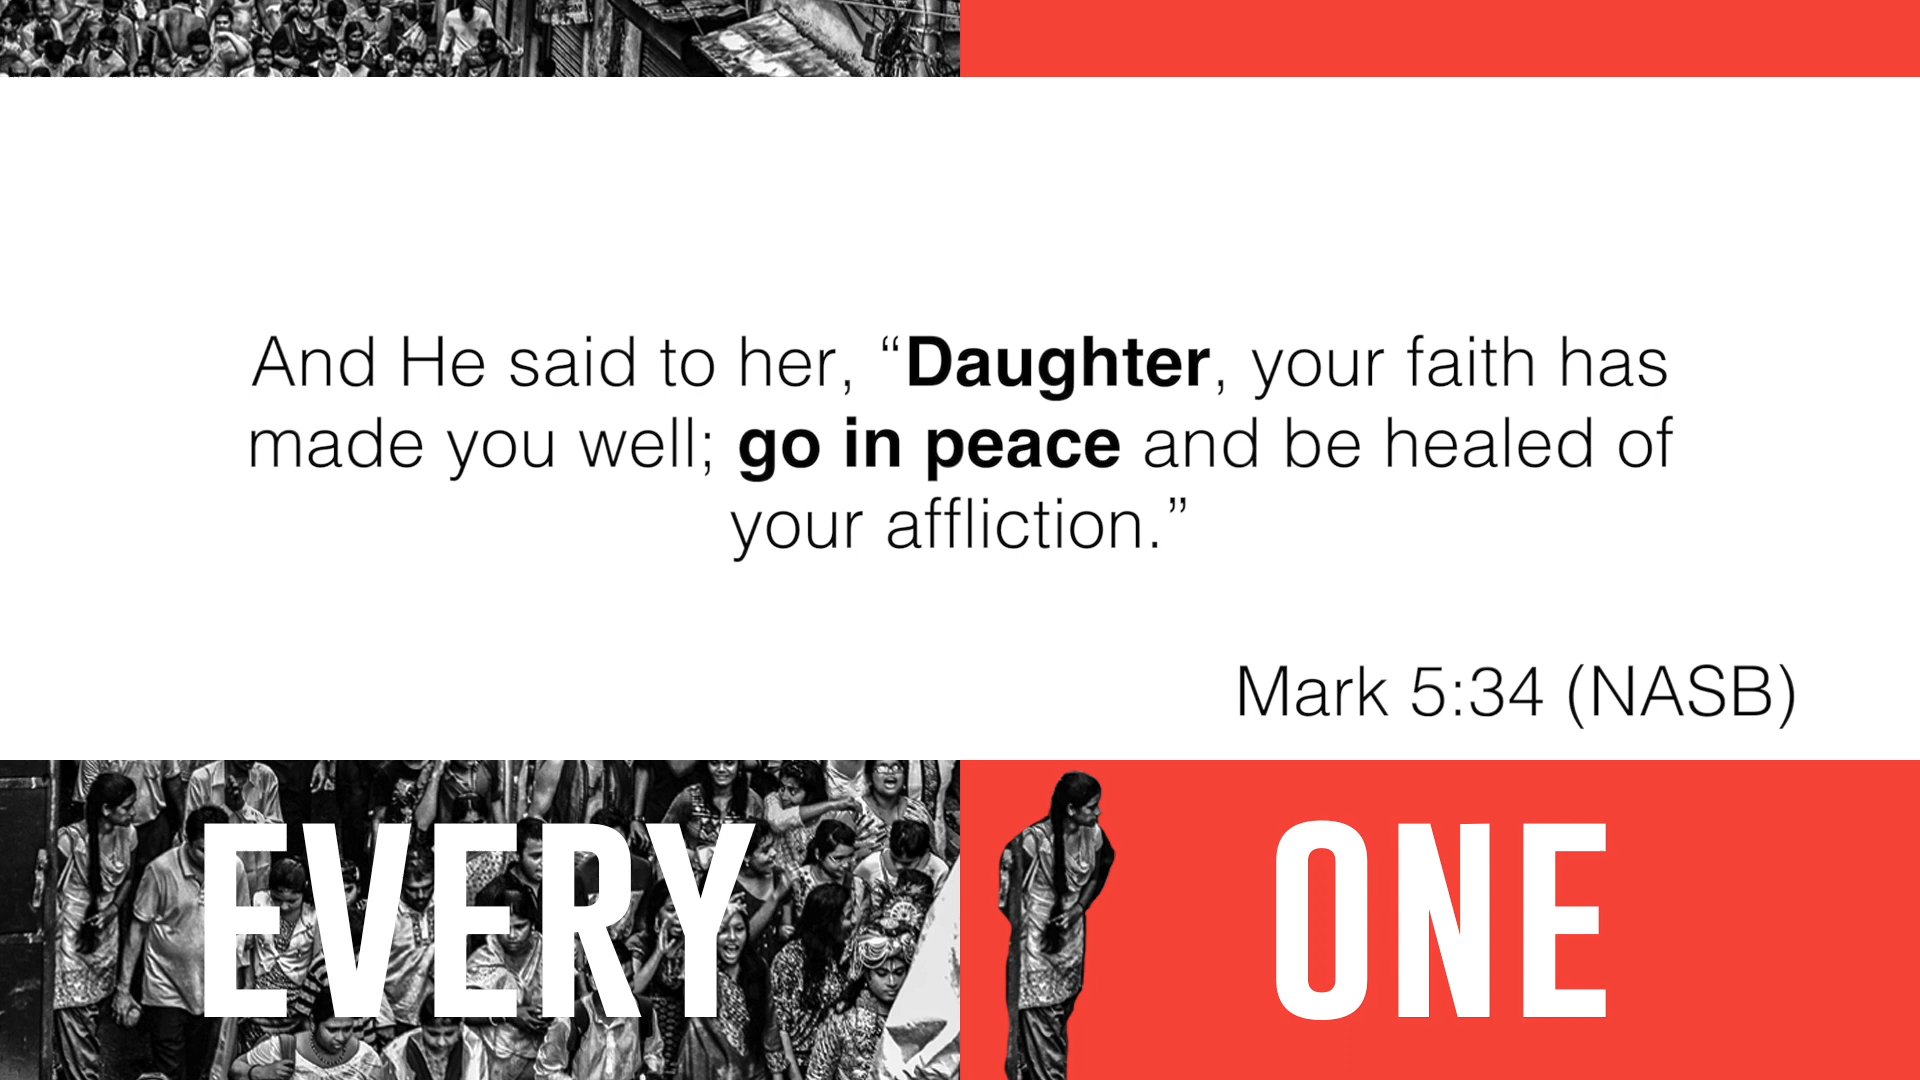 And He said to her, “Daughter, your faith has
made you well; go in peace and be healed of
your affliction.”
Mark 5:34 (NASB)
EVERY ONE